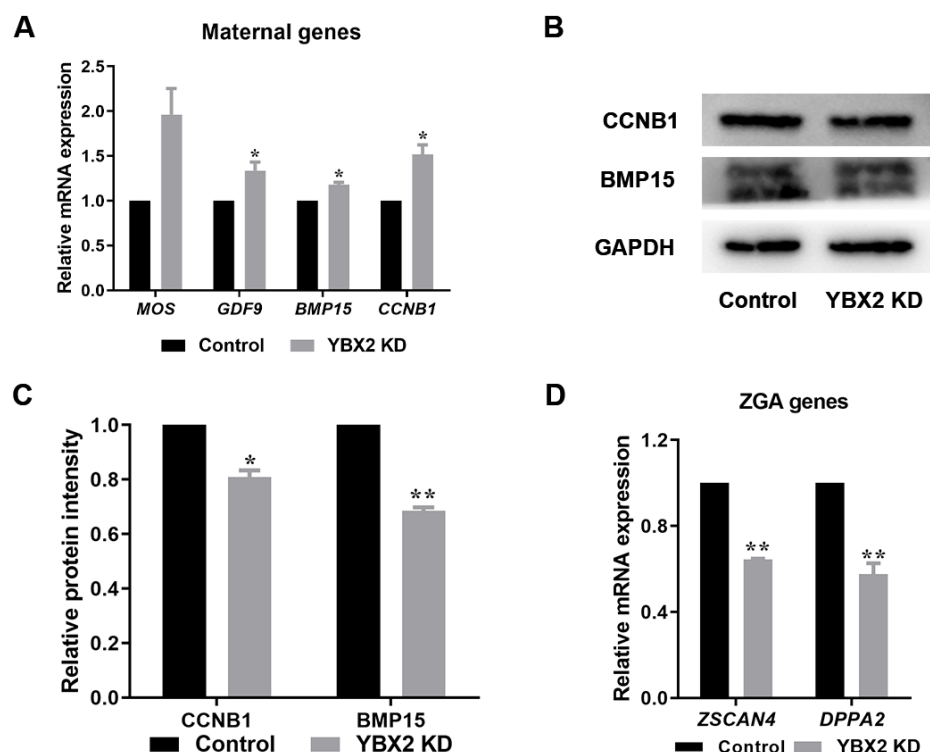 A
Maternal genes
Relative mRNA expression
2.5
2.0
1.5
1.0
0.5
0.0
*
*
*
MOS GDF9 BMP15 CCNB1
Control YBX2 KD
B
CCNB1
BMP15
GAPDH
Control YBX2 KD
C
Relative protein intensity
1.0
0.8
0.6
0.4
0.2
0.0
*
**
CCNB1 BMP15
Control YBX2 KD
D
ZGA genes
Relative mRNA expression
1.2
0.8
0.4
0.0
**
**
ZSCAN4 DPPA2
Control YBX2 KD